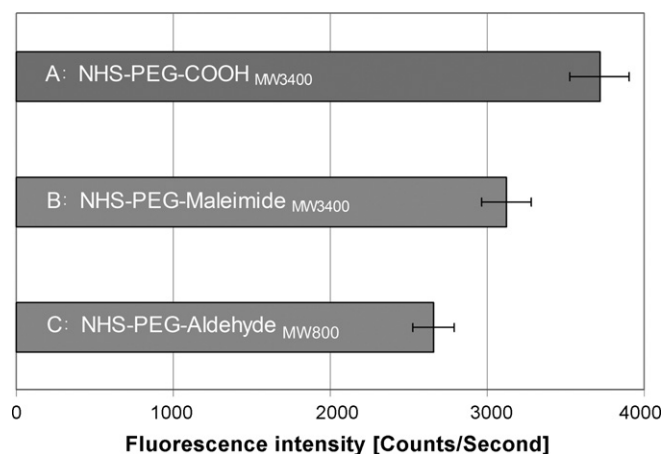 A: NHS-PEG-COOH MW3400
B: NHS-PEG-Maleimide MW3400
C: NHS-PEG-Aldehyde MW800
0 1000 2000 3000 4000
Fluorescence intensity [Counts/Second]